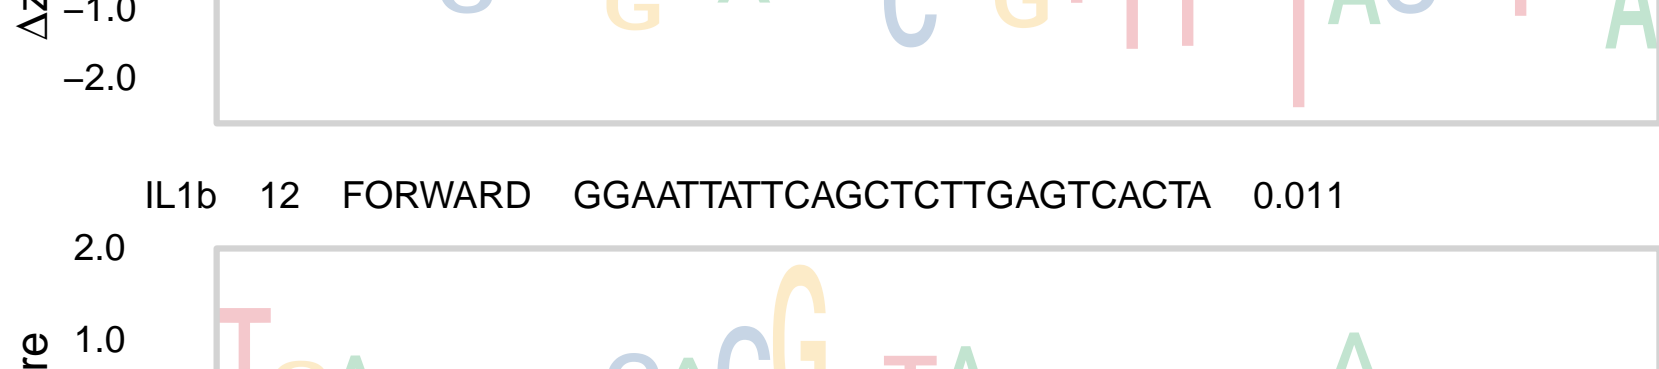 –1.0
–2.0
IL1b 12 FORWARD GGAATTATTCAGCTCTTGAGTCACTA 0.011
2.0
1.0